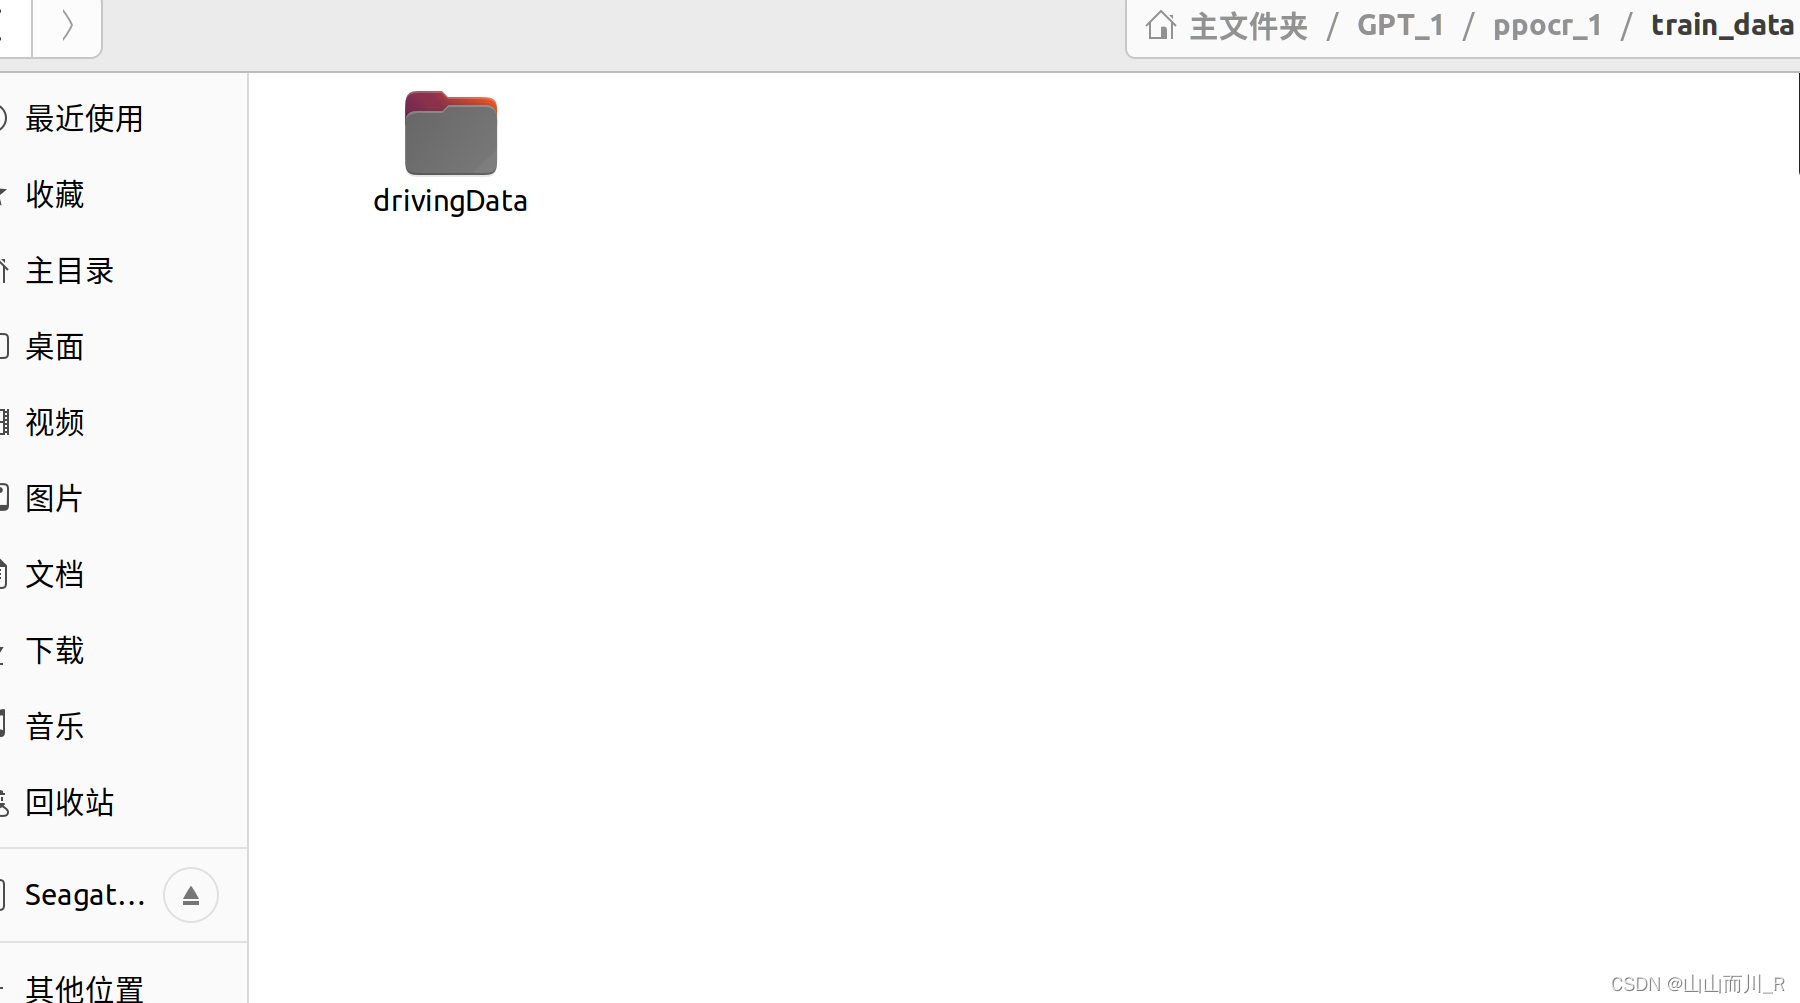 主文件夹 / GPT_1 / ppocr_1 / train_data
最近使用
收藏
主目录
桌面
视频
图片
文档
下载
音乐
回收站
Seagat...
其他位置
drivingData
CSDN @山山而川_R